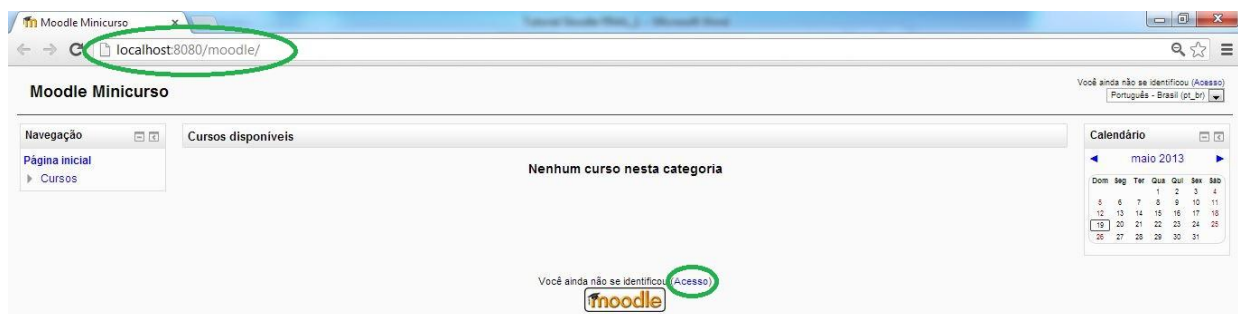 Moodle Minicurso
localhost:8080/moodle/
Moodle Minicurso
Você ainda não se identificou (Acesso)
Português - Brasil (pt_br)
Navegação
Página inicial
Cursos
Cursos disponíveis
Nenhum curso nesta categoria
Calendário
maio 2013
Dom Seg Ter Qua Qui Sex Sáb
1 2 3 4
5 6 7 8 9 10 11
12 13 14 15 16 17 18
19 20 21 22 23 24 25
26 27 28 29 30 31
Você ainda não se identificou (Acesso)
moodle